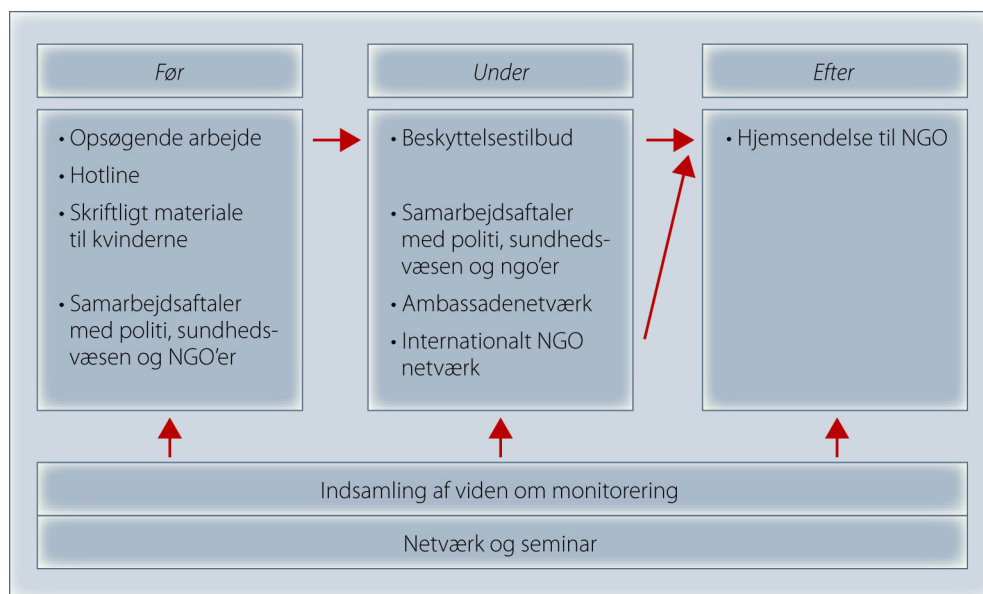 Før
Under
Efter
• Opsøgende arbejde
• Hotline
• Skriftligt materiale
til kvinderne
• Samarbejdsaftaler
med politi, sundheds-
væsen og NGO’er
• Beskyttelsestilbud
• Samarbejdsaftaler
med politi, sundheds-
væsen og ngo’er
• Ambassadenetværk
• Internationalt NGO
netværk
• Hjemsendelse til NGO
Indsamling af viden om monitorering
Netværk og seminar